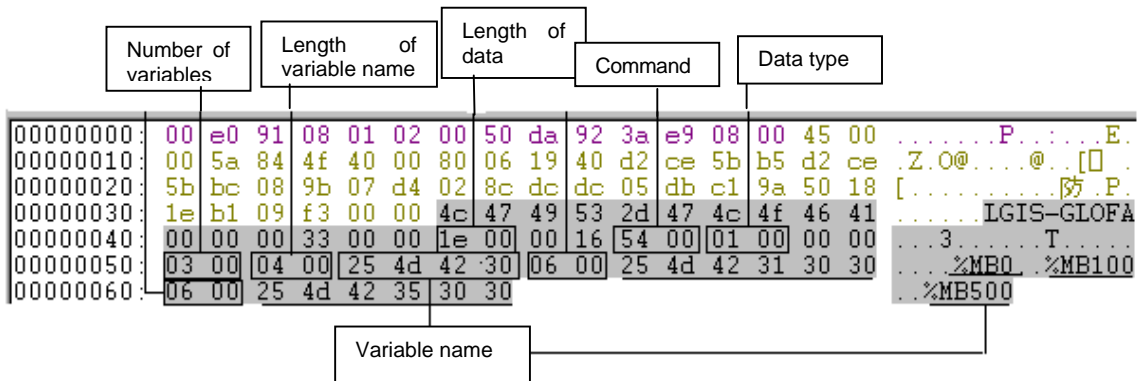 Number of
variables
Length of
variable name
Length of
data
Command
Data type
00000000: 00 e0 91 08 01 02 00 50 da 92 3a e9 08 00 45 00 .......P..:...E.
00000010: 00 5a 84 4f 40 00 80 06 19 40 d2 ce 5b b5 d2 ce .Z.O@....@..[
00000020: 5b bc 08 9b 07 d4 02 8c dc dc 05 db c1 9a 50 18 [............防.P.
00000030: 1e b1 09 f3 00 00 4c 47 49 53 2d 47 4c 4f 46 41 ......LGIS-GLOFA
00000040: 00 00 00 33 00 00 1e 00 00 16 54 00 01 00 00 00 ...3......T.....
00000050: 03 00 04 00 25 4d 42 30 06 00 25 4d 42 31 30 30 ....%MB0..%MB100
00000060: 06 00 25 4d 42 35 30 30 ..%MB500
Variable name